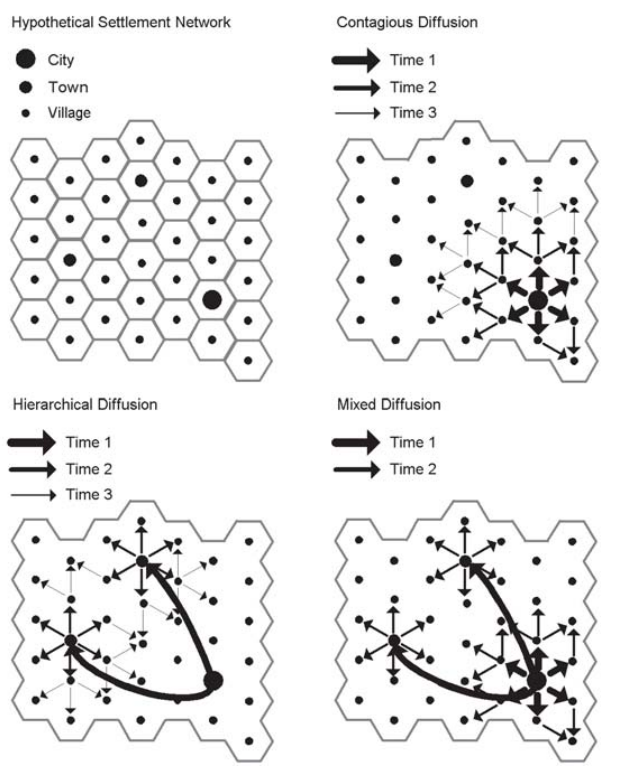 Hypothetical Settlement Network
City
Town
Village
Contagious Diffusion
Time 1
Time 2
Time 3
Hierarchical Diffusion
Time 1
Time 2
Time 3
Mixed Diffusion
Time 1
Time 2